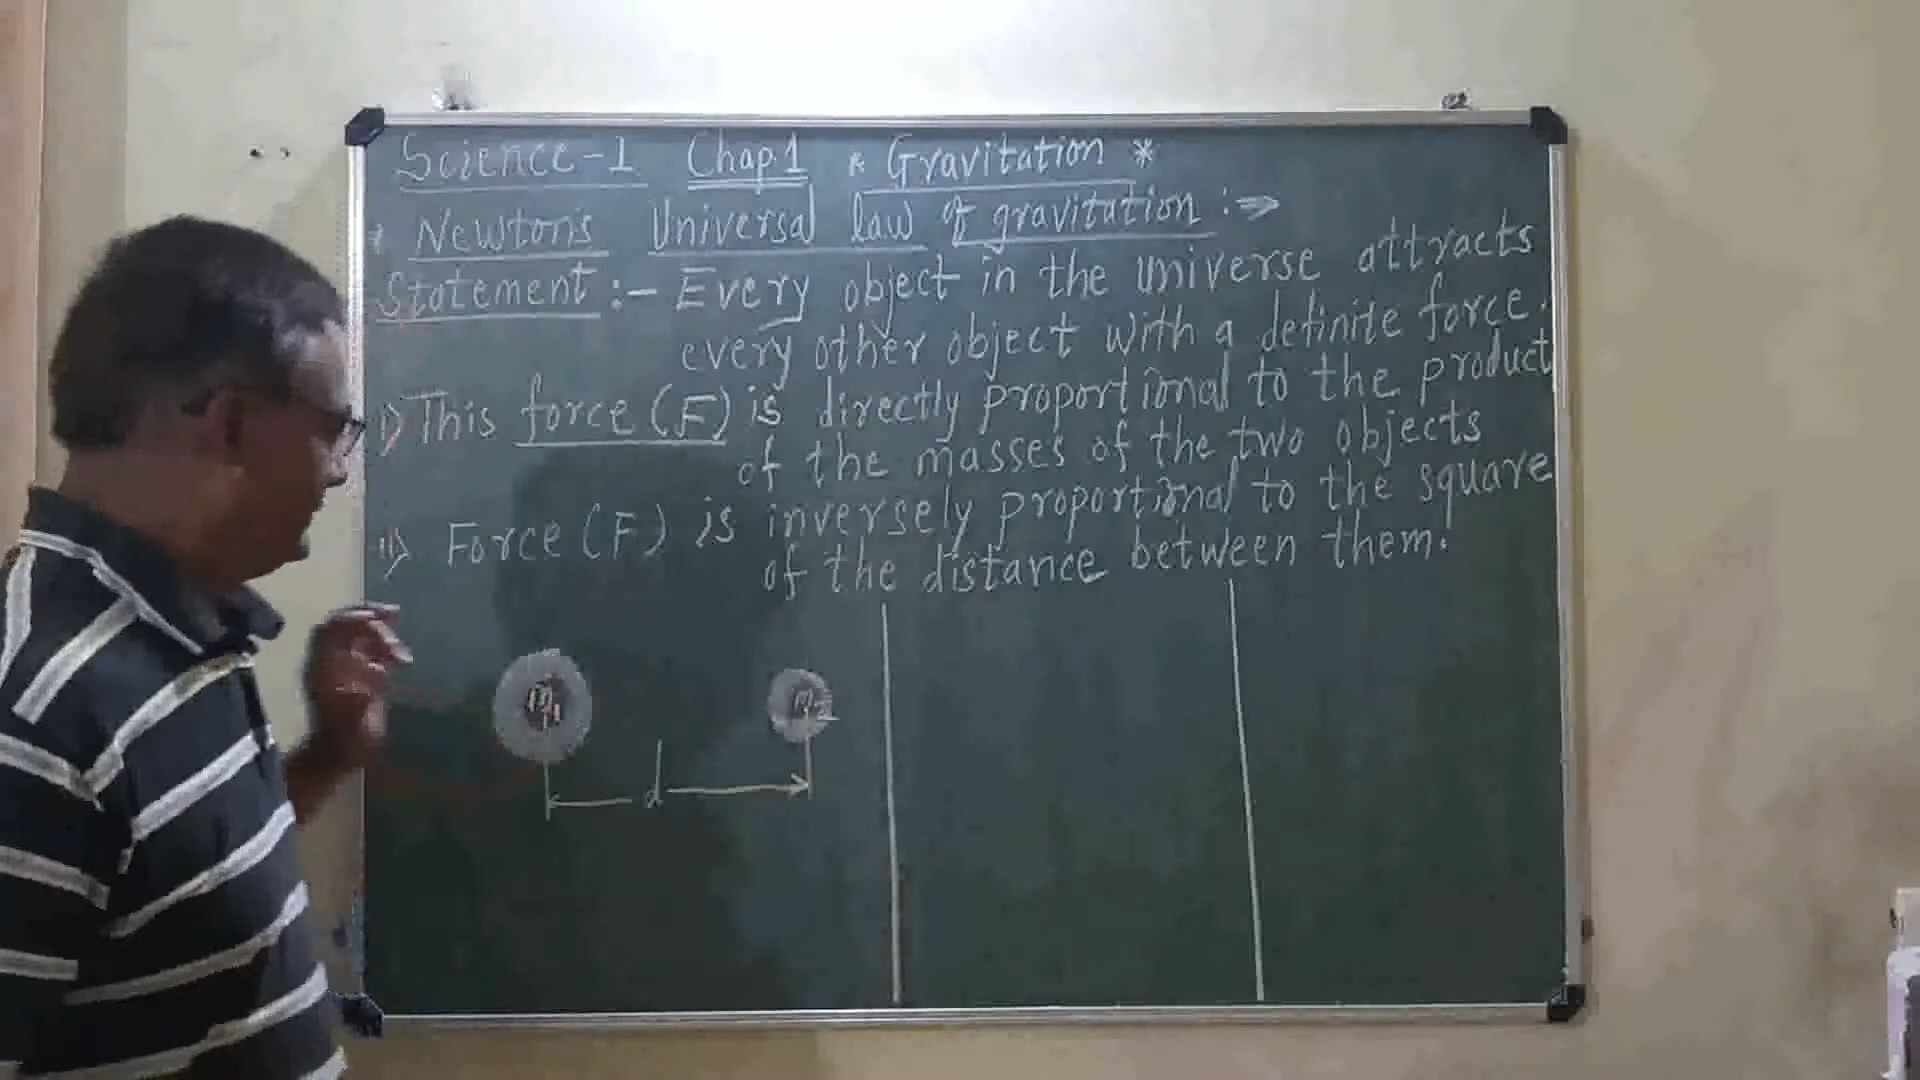 Science-1 Chap.1 * Gravitation *
* Newton's Universal law of gravitation :⇒
Statement :- Every object in the universe attracts
every other object with a definite force.
i) This force (F) is directly proportional to the product
of the masses of the two objects
ii) Force (F) is inversely proportional to the square
of the distance between them.
m1 m2
d